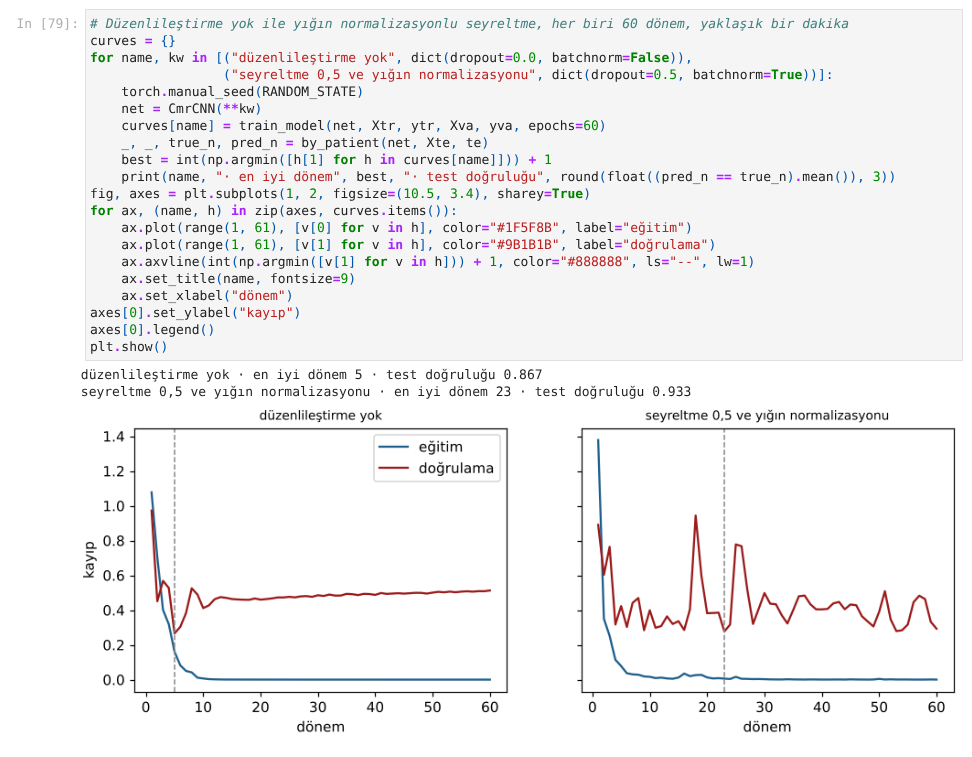 In [79]:
# Düzenlileştirme yok ile yığın normalizasyonlu seyreltme, her biri 60 dönem, yaklaşık bir dakika
curves = {}
for name, kw in [("düzenlileştirme yok", dict(dropout=0.0, batchnorm=False)),
                 ("seyreltme 0,5 ve yığın normalizasyonu", dict(dropout=0.5, batchnorm=True))]:
    torch.manual_seed(RANDOM_STATE)
    net = CmrCNN(**kw)
    curves[name] = train_model(net, Xtr, ytr, Xva, yva, epochs=60)
    _, _, true_n, pred_n = by_patient(net, Xte, te)
    best = int(np.argmin([h[1] for h in curves[name]])) + 1
    print(name, "· en iyi dönem", best, "· test doğruluğu", round(float((pred_n == true_n).mean()), 3))
fig, axes = plt.subplots(1, 2, figsize=(10.5, 3.4), sharey=True)
for ax, (name, h) in zip(axes, curves.items()):
    ax.plot(range(1, 61), [v[0] for v in h], color="#1F5F8B", label="eğitim")
    ax.plot(range(1, 61), [v[1] for v in h], color="#9B1B1B", label="doğrulama")
    ax.axvline(int(np.argmin([v[1] for v in h])) + 1, color="#888888", ls="--", lw=1)
    ax.set_title(name, fontsize=9)
    ax.set_xlabel("dönem")
axes[0].set_ylabel("kayıp")
axes[0].legend()
plt.show()
düzenlileştirme yok · en iyi dönem 5 · test doğruluğu 0.867
seyreltme 0,5 ve yığın normalizasyonu · en iyi dönem 23 · test doğruluğu 0.933
düzenlileştirme yok
eğitim
doğrulama
1.4
1.2
1.0
0.8
0.6
0.4
0.2
0.0
kayıp
0 10 20 30 40 50 60
dönem
seyreltme 0,5 ve yığın normalizasyonu
0 10 20 30 40 50 60
dönem